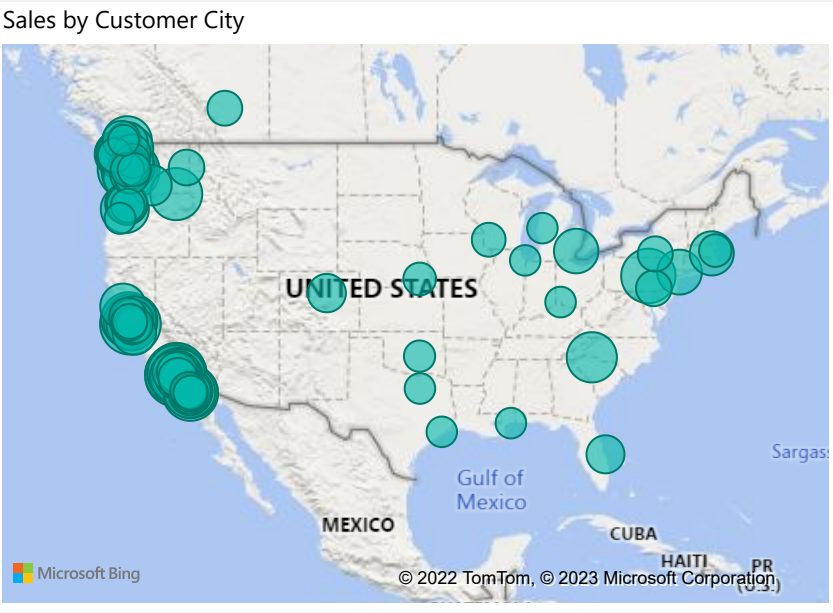 Sales by Customer City
UNITED STATES
Sargass
Gulf of
Mexico
MEXICO
CUBA
HAITI
PR
(U.S.)
Microsoft Bing
© 2022 TomTom, © 2023 Microsoft Corporation